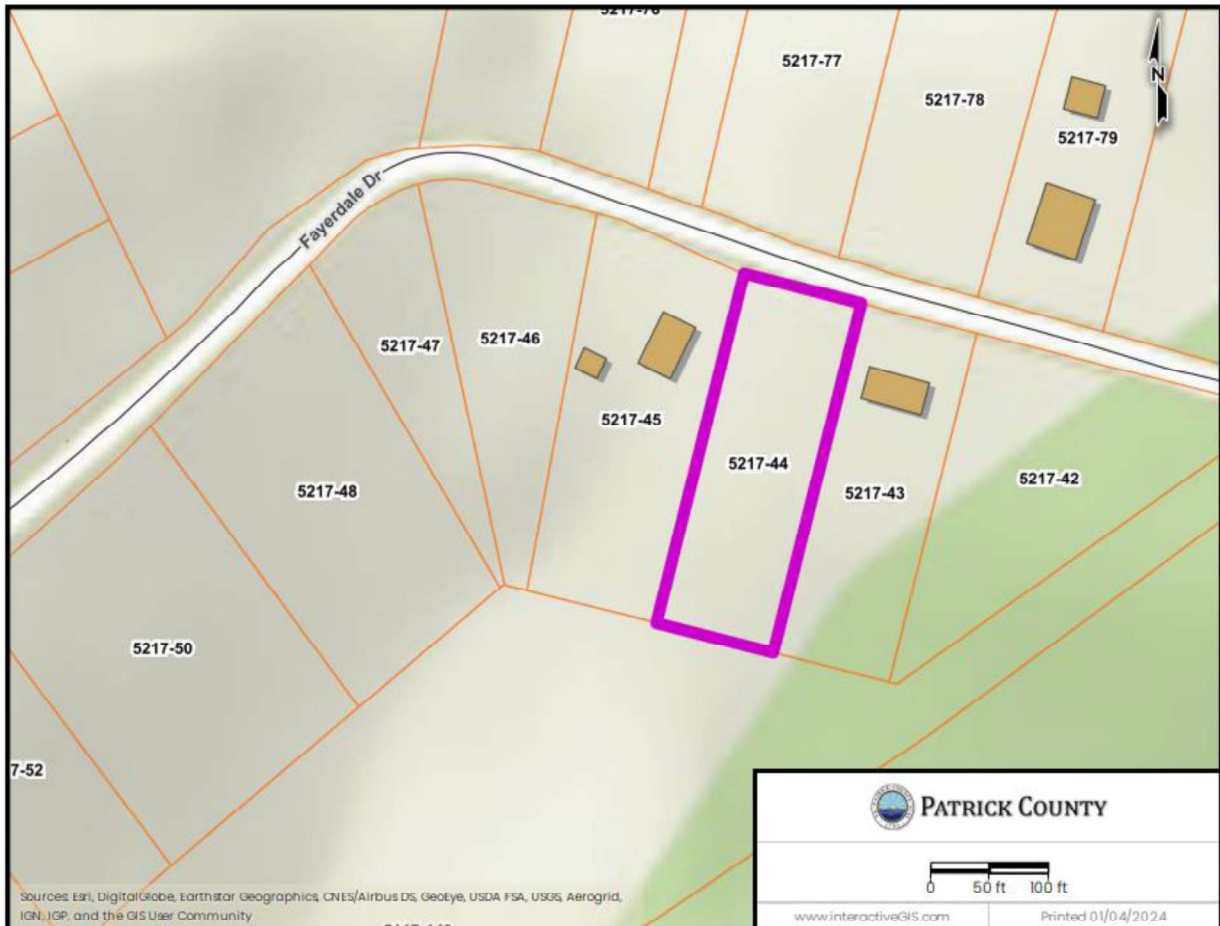 5217-76
5217-77
5217-78
5217-79
Fayerdale Dr
N
5217-47
5217-46
5217-45
5217-44
5217-43
5217-42
5217-48
5217-50
7-52
PATRICK COUNTY
0 50 ft 100 ft
www.interactiveGIS.com
Printed 01/04/2024
Sources: Esri, DigitalGlobe, Earthstar Geographics, CNES/Airbus DS, GeoEye, USDA FSA, USGS, Aerogrid,
IGN, IGP, and the GIS User Community